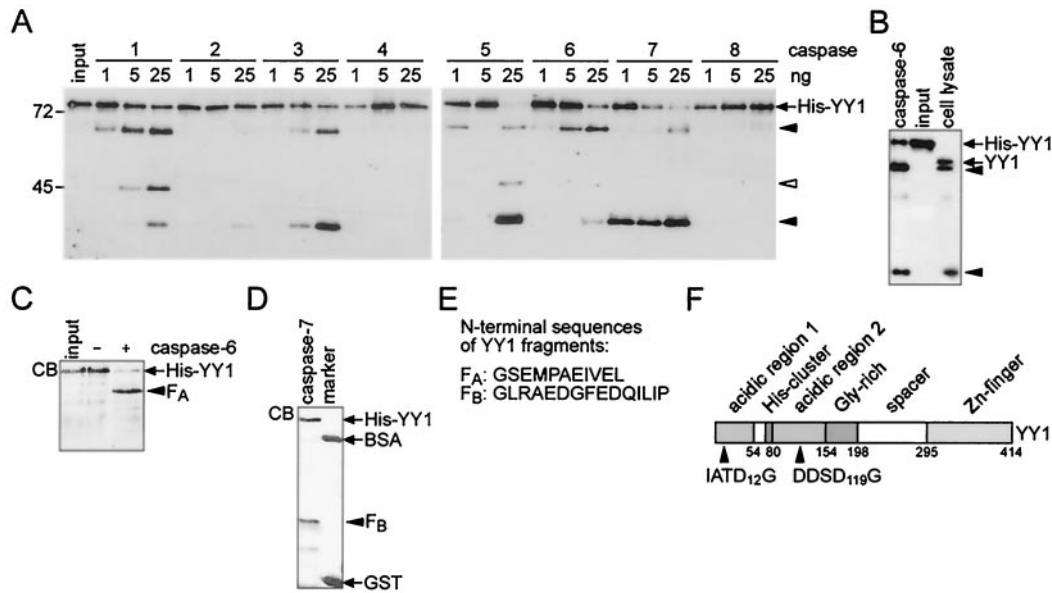 A
input
1 2 3 4 5 6 7 8 caspase
1 5 25 1 5 25 1 5 25 1 5 25 1 5 25 1 5 25 1 5 25 1 5 25 ng
72
His-YY1
45
B
caspase-6
input
cell lysate
His-YY1
YY1
C
input
– + caspase-6
CB
His-YY1
FA
D
caspase-7
marker
CB
His-YY1
BSA
FB
GST
E
N-terminal sequences
of YY1 fragments:
FA: GSEMPAEIVEL
FB: GLRAEDGFEDQILIP
F
acidic region 1
His-cluster
acidic region 2
Gly-rich
spacer
Zn-finger
YY1
54 80 154 198 295 414
IATD12G DDSD119G